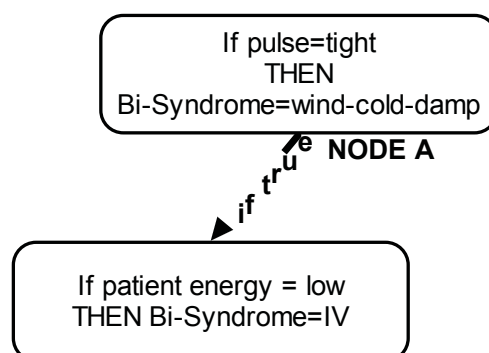 If pulse=tight
THEN
Bi-Syndrome=wind-cold-damp
NODE A
if true
If patient energy = low
THEN Bi-Syndrome=IV